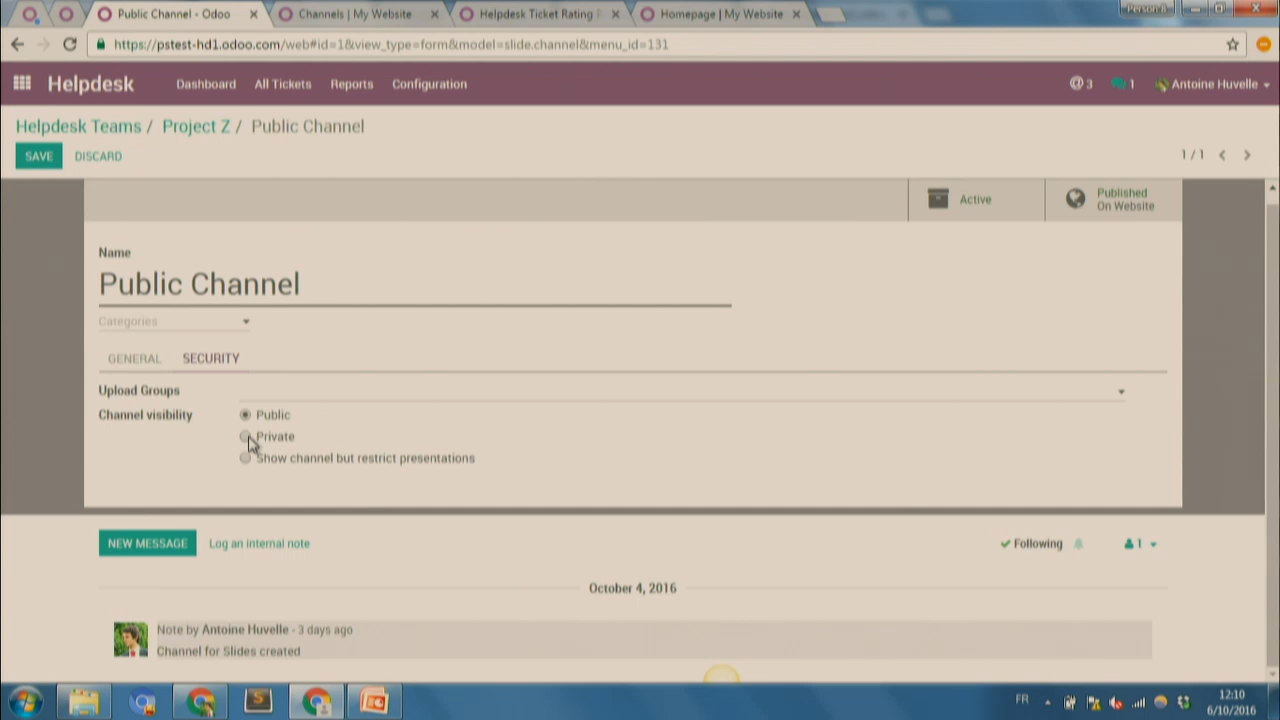 Public Channel - Odoo
Channels | My Website
Helpdesk Ticket Rating
Homepage | My Website
Person A
https://pstest-hd1.odoo.com/web#id=1&view_type=form&model=slide.channel&menu_id=131
Helpdesk
Dashboard
All Tickets
Reports
Configuration
@ 3
1
Antoine Huvelle
Helpdesk Teams / Project Z / Public Channel
SAVE
DISCARD
1 / 1
Active
Published
On Website
Name
Public Channel
Categories
GENERAL
SECURITY
Upload Groups
Channel visibility
Public
Private
Show channel but restrict presentations
NEW MESSAGE
Log an internal note
Following
1
October 4, 2016
Note by Antoine Huvelle - 3 days ago
Channel for Slides created
FR
12:10
6/10/2016